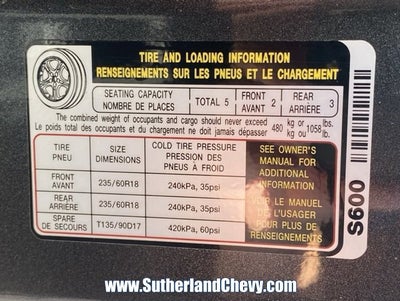 TIRE AND LOADING INFORMATION
RENSEIGNEMENTS SUR LES PNEUS ET LE CHARGEMENT
SEATING CAPACITY
NOMBRE DE PLACES
TOTAL 5
FRONT
AVANT 2
REAR
ARRIÈRE 3
The combined weight of occupants and cargo should never exceed
Le poids total des occupants et du chargement ne doit jamais dépasser
480 kg or 1058 lbs.
kg ou lb.
TIRE
PNEU
SIZE
DIMENSIONS
COLD TIRE PRESSURE
PRESSION DES
PNEUS À FROID
FRONT
AVANT
235/60R18
240kPa, 35psi
REAR
ARRIÈRE
235/60R18
240kPa, 35psi
SPARE
DE SECOURS
T135/90D17
420kPa, 60psi
SEE OWNER'S
MANUAL FOR
ADDITIONAL
INFORMATION
VOIR LE MANUEL
DE L'USAGER
POUR PLUS DE
RENSEIGNEMENTS
S600
www.SutherlandChevy.com